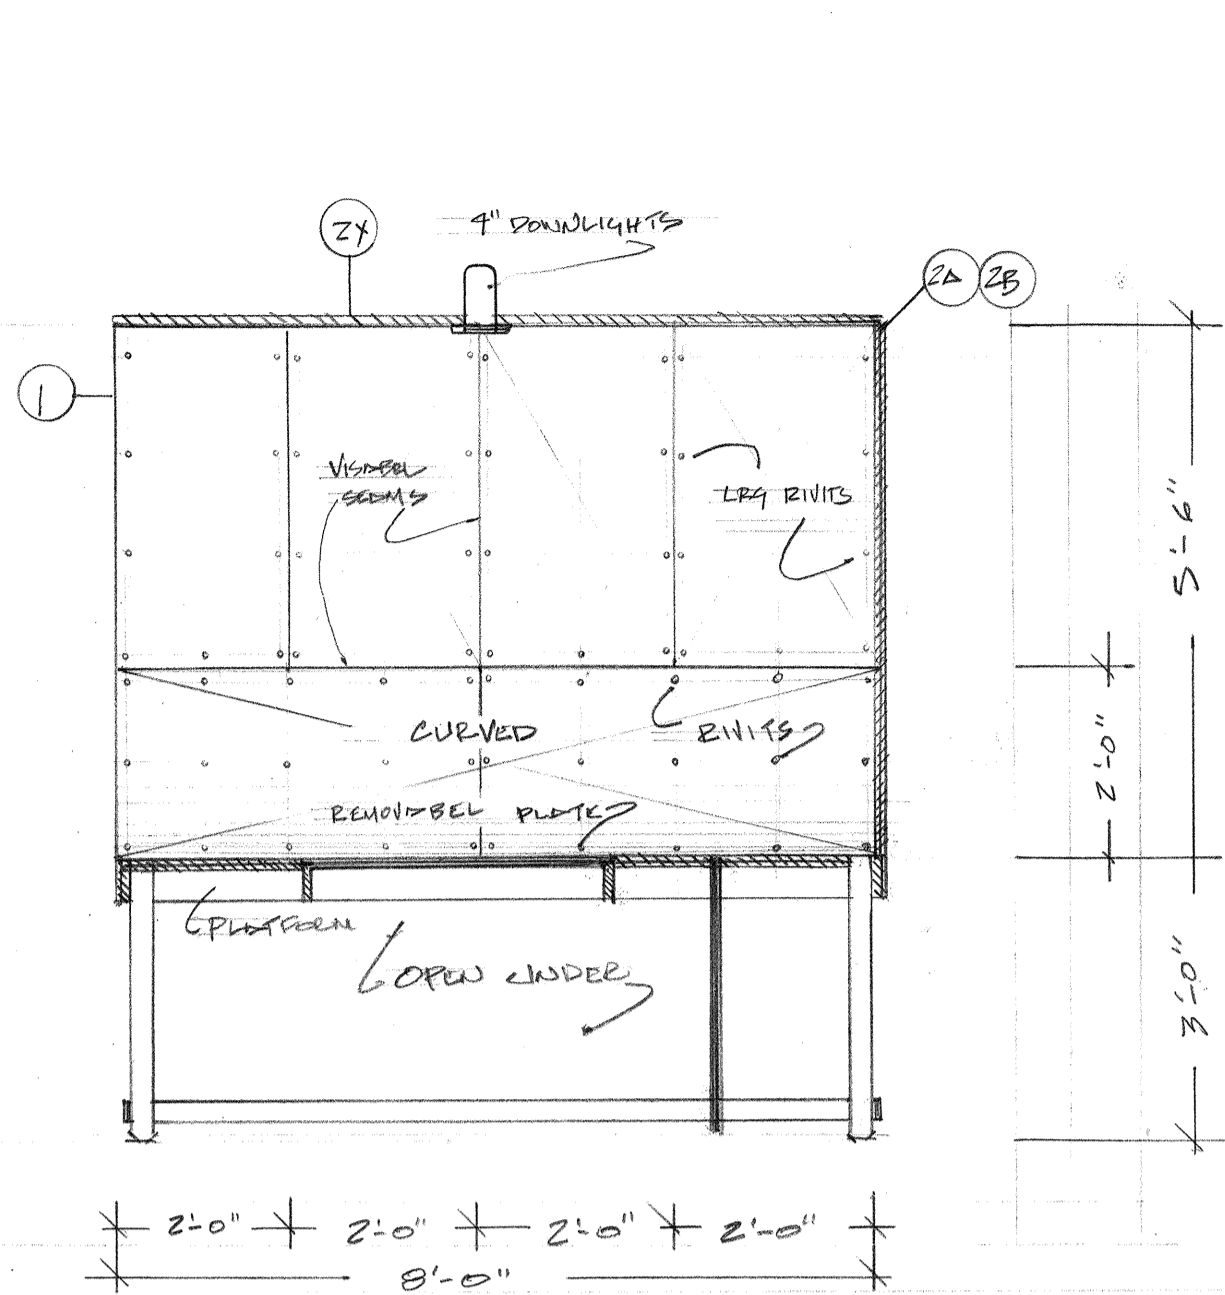 2X
4" DOWNLIGHTS
2A 2B
1
VISABEL
SEAMS
LRG RIVITS
5'-6"
CURVED
RIVITS
2'-0"
REMOVABEL PLATE
PLATFORM
OPEN UNDER
3'-0"
2'-0" 2'-0" 2'-0" 2'-0"
8'-0"